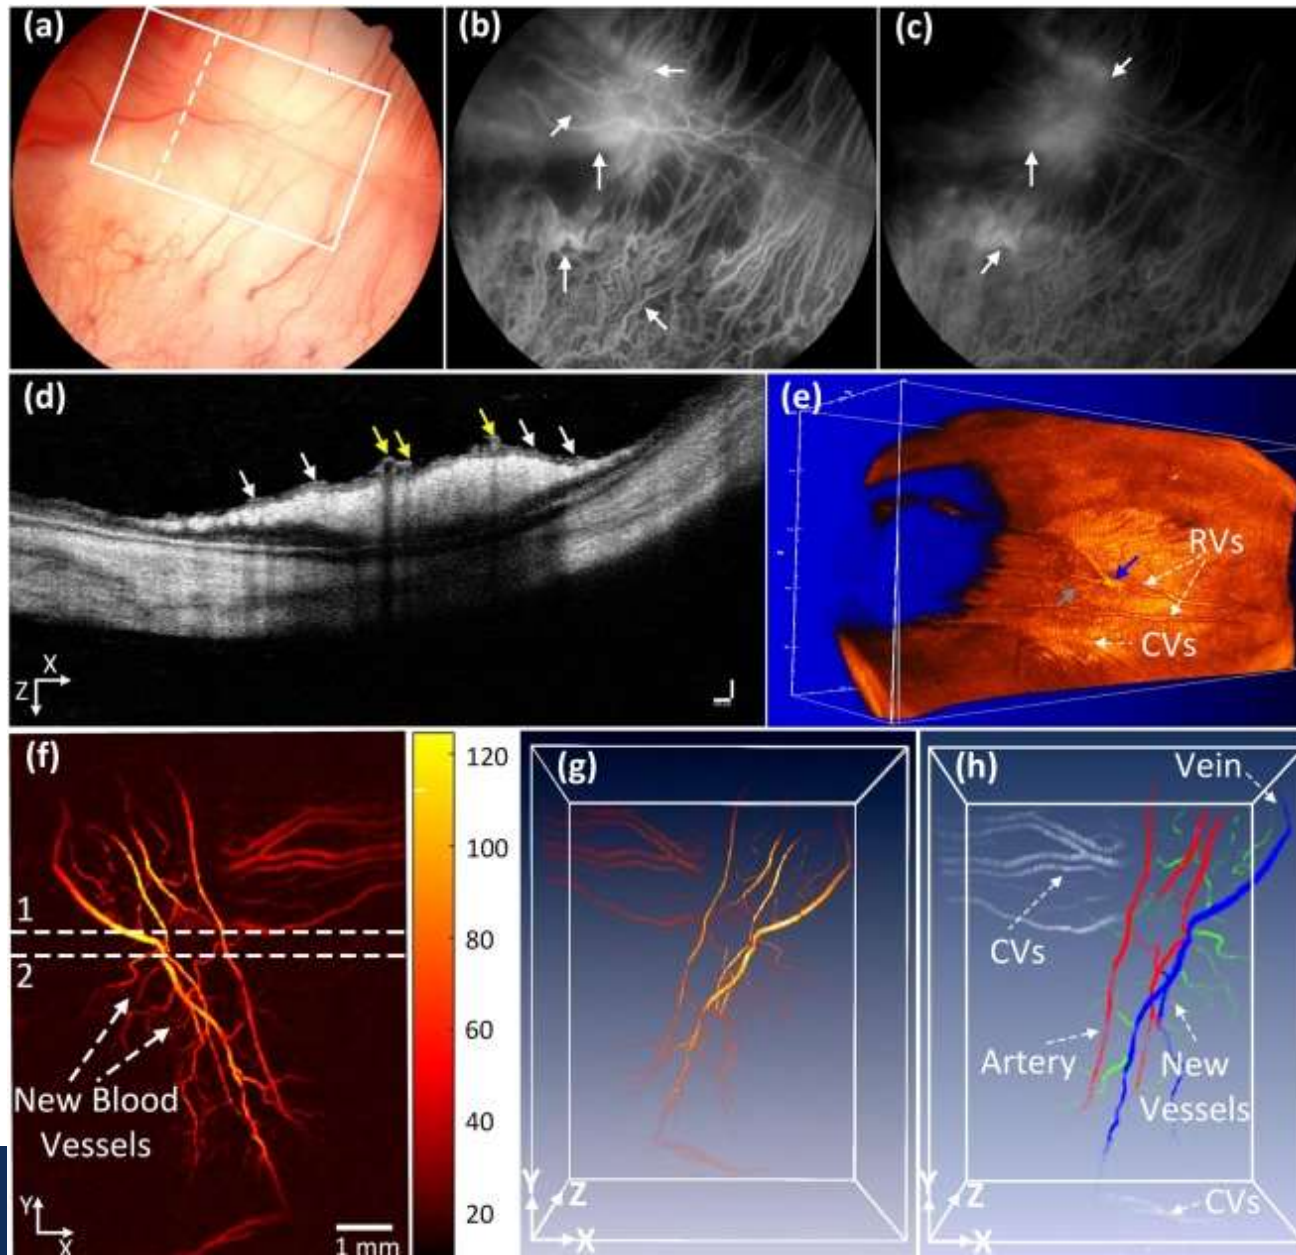 (a)
(b)
(c)
(d)
X
Z
(e)
RVs
CVs
(f)
1
2
New Blood
Vessels
Y
X
1 mm
120
100
80
60
40
20
(g)
Y
Z
X
(h)
Vein
CVs
Artery
New
Vessels
CVs
Y
Z
X